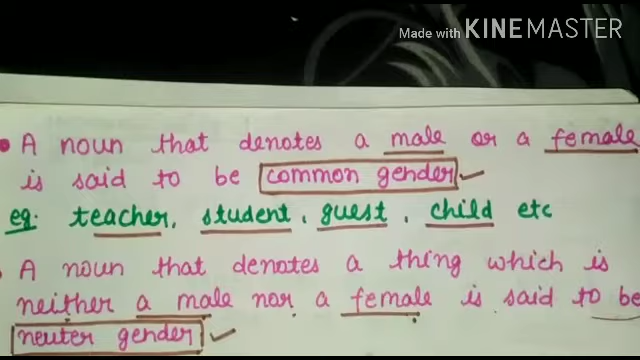 Made with KINEMASTER
• A noun that denotes a male or a female
is said to be common gender ✓
eg. teacher, student, guest, child etc
• A noun that denotes a thing which is
neither a male nor a female is said to be
neuter gender ✓